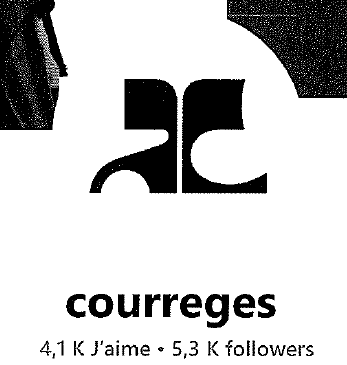 courreges
4,1 K J'aime • 5,3 K followers